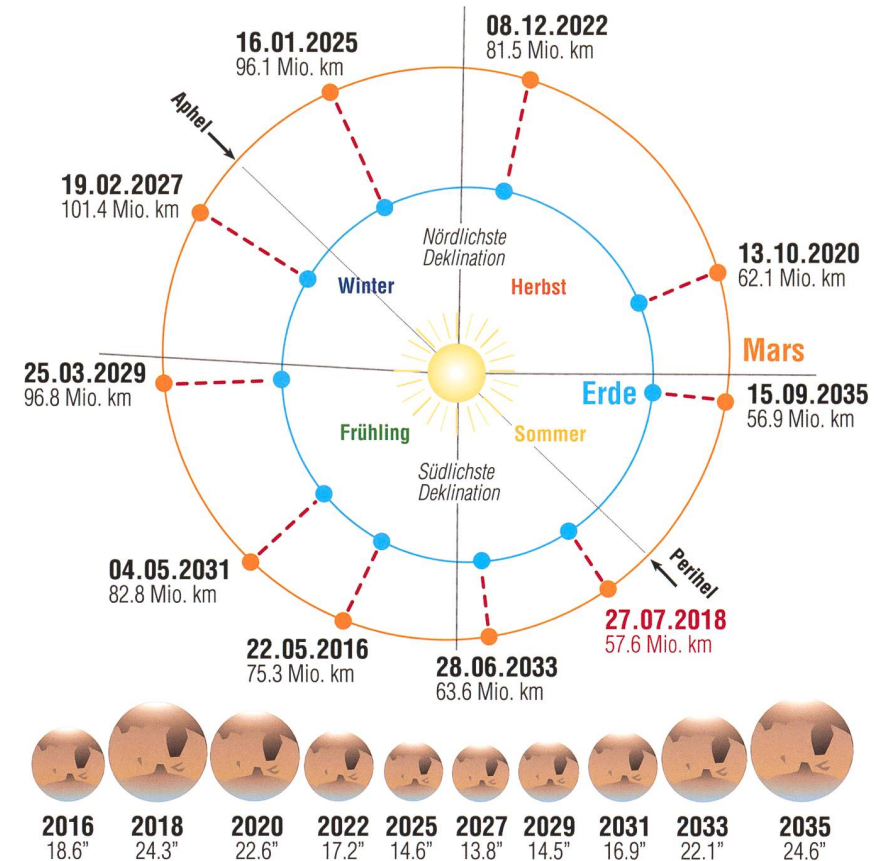 08.12.2022
81.5 Mio. km
16.01.2025
96.1 Mio. km
Aphel
19.02.2027
101.4 Mio. km
Nördlichste
Deklination
13.10.2020
62.1 Mio. km
Winter
Herbst
Mars
25.03.2029
96.8 Mio. km
Erde
15.09.2035
56.9 Mio. km
Frühling
Sommer
Südlichste
Deklination
04.05.2031
82.8 Mio. km
Perihel
27.07.2018
57.6 Mio. km
22.05.2016
75.3 Mio. km
28.06.2033
63.6 Mio. km
2016 2018 2020 2022 2025 2027 2029 2031 2033 2035
18.6” 24.3” 22.6” 17.2” 14.6” 13.8” 14.5” 16.9” 22.1” 24.6”